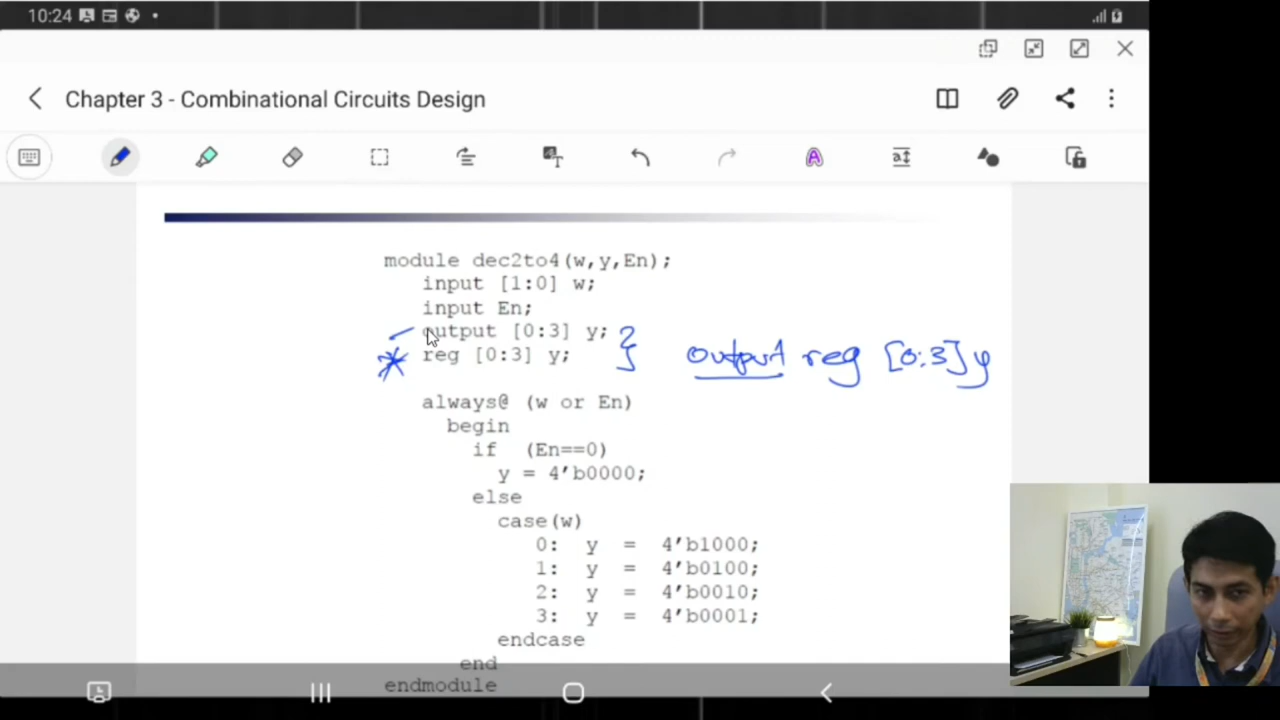 10:24
Chapter 3 - Combinational Circuits Design
module dec2to4(w,y,En);
input [1:0] w;
input En;
output [0:3] y;
reg [0:3] y;
output reg [0:3] y
always@ (w or En)
begin
if (En==0)
y = 4'b0000;
else
case(w)
0: y = 4'b1000;
1: y = 4'b0100;
2: y = 4'b0010;
3: y = 4'b0001;
endcase
end
endmodule